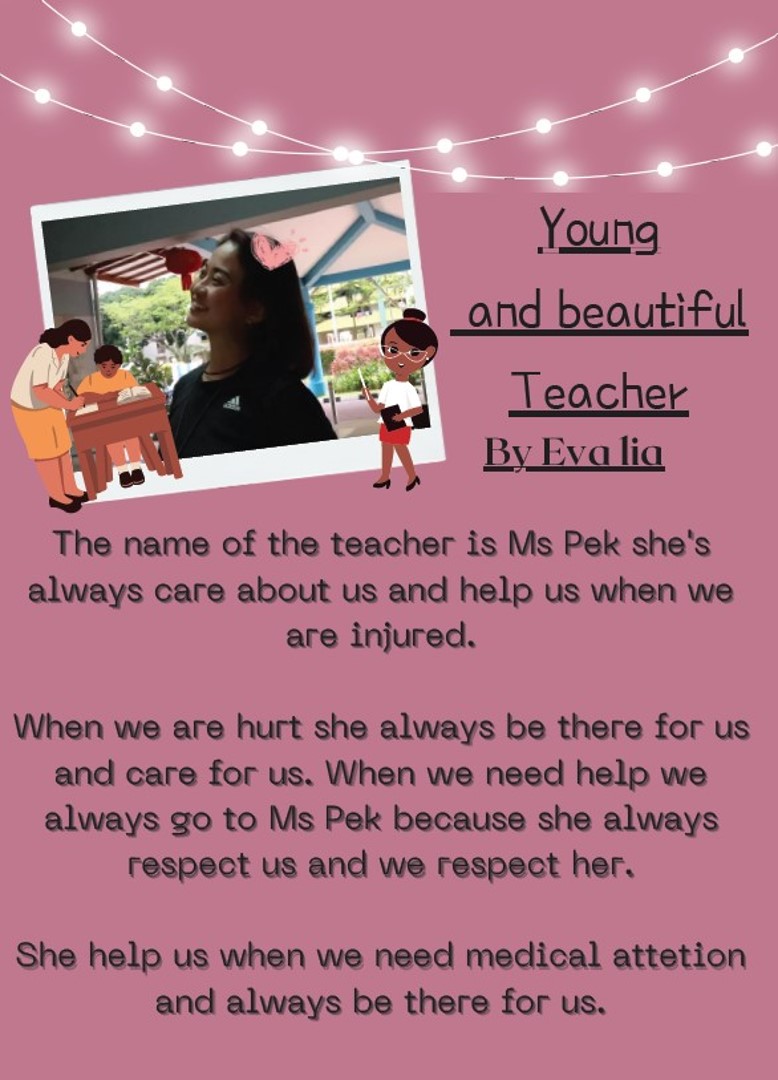 Young
and beautiful
Teacher
By Eva lia
The name of the teacher is Ms Pek she's
always care about us and help us when we
are injured.
When we are hurt she always be there for us
and care for us. When we need help we
always go to Ms Pek because she always
respect us and we respect her.
She help us when we need medical attetion
and always be there for us.